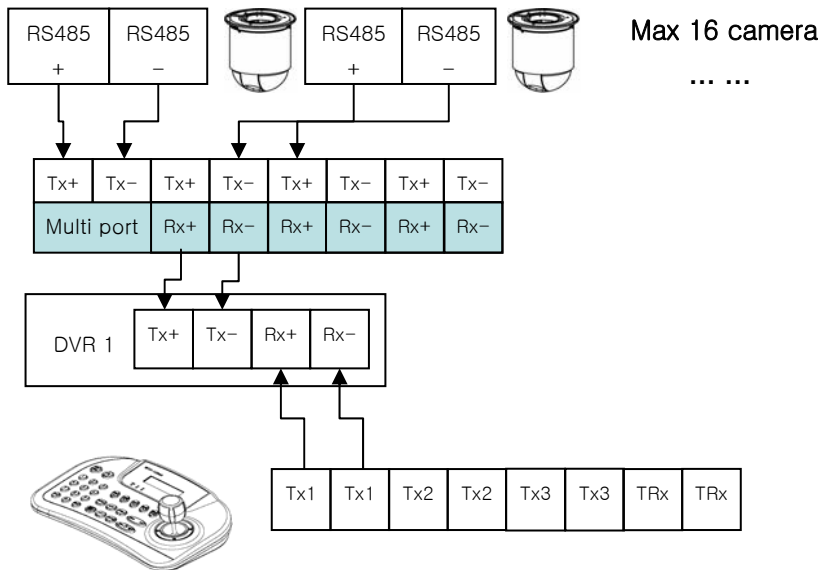 RS485 RS485 RS485 RS485 Max 16 camera
+ − + − ... ...
Tx+ Tx− Tx+ Tx− Tx+ Tx− Tx+ Tx−
Multi port Rx+ Rx− Rx+ Rx− Rx+ Rx−
DVR 1 Tx+ Tx− Rx+ Rx−
Tx1 Tx1 Tx2 Tx2 Tx3 Tx3 TRx TRx